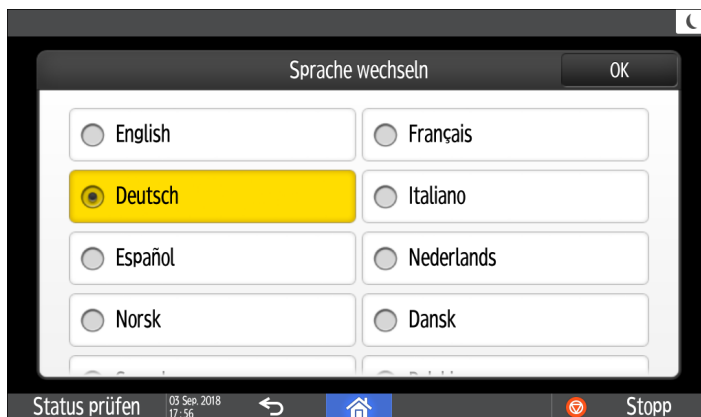 Sprache wechseln OK
English Français
Deutsch Italiano
Español Nederlands
Norsk Dansk
Status prüfen 03 Sep. 2018 Stopp
17:56